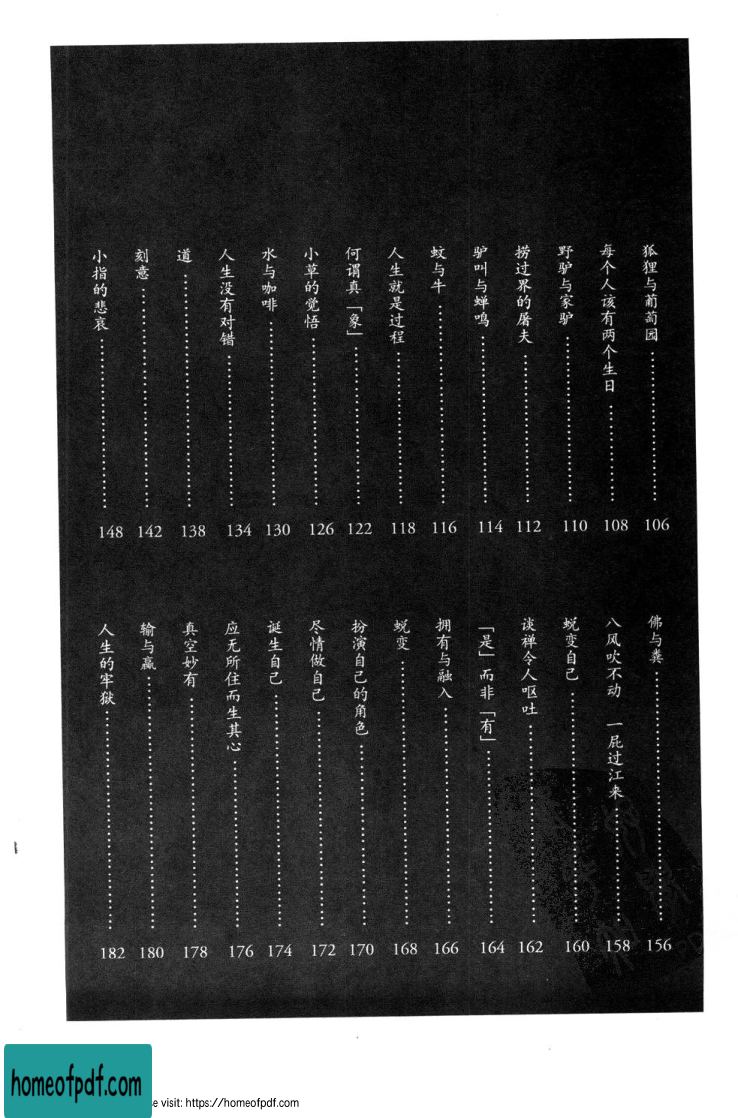 狐狸与葡萄园 106
每个人该有两个生日 108
野驴与家驴 110
捞过界的屠夫 112
驴叫与蝉鸣 114
蚊与牛 116
人生就是过程 118
何谓真「象」 122
小草的觉悟 126
水与咖啡 130
人生没有对错 134
道 138
刻意 142
小指的悲哀 148
佛与粪 156
八风吹不动 一屁过江来 158
蜕变自己 160
谈禅令人呕吐 162
「是」而非「有」 164
拥有与融入 166
蜕变 168
扮演自己的角色 170
尽情做自己 172
诞生自己 174
应无所住而生其心 176
真空妙有 178
输与赢 180
人生的牢狱 182
homeofpdf.com
e visit: https://homeofpdf.com